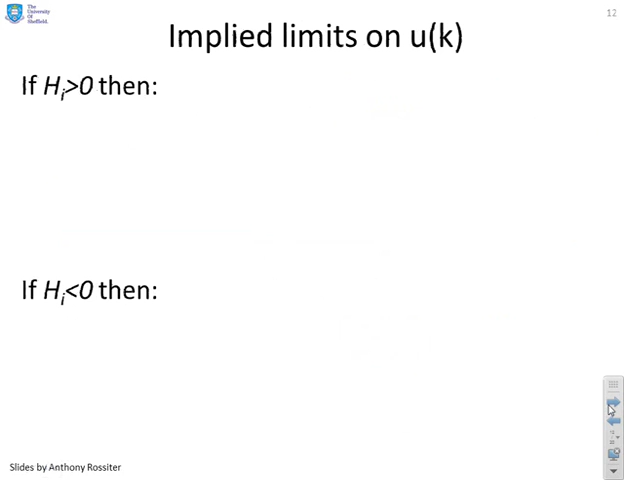 The
University
Of
Sheffield.
12
Implied limits on u(k)
If Hi>0 then:
If Hi<0 then:
Slides by Anthony Rossiter